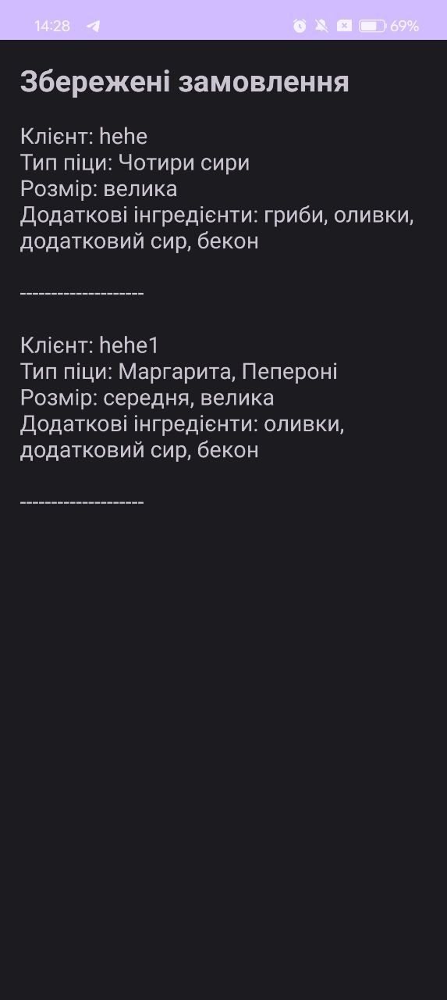 14:28 69%
Збережені замовлення
Клієнт: hehe
Тип піци: Чотири сири
Розмір: велика
Додаткові інгредієнти: гриби, оливки,
додатковий сир, бекон
--------------------
Клієнт: hehe1
Тип піци: Маргарита, Пепероні
Розмір: середня, велика
Додаткові інгредієнти: оливки,
додатковий сир, бекон
--------------------